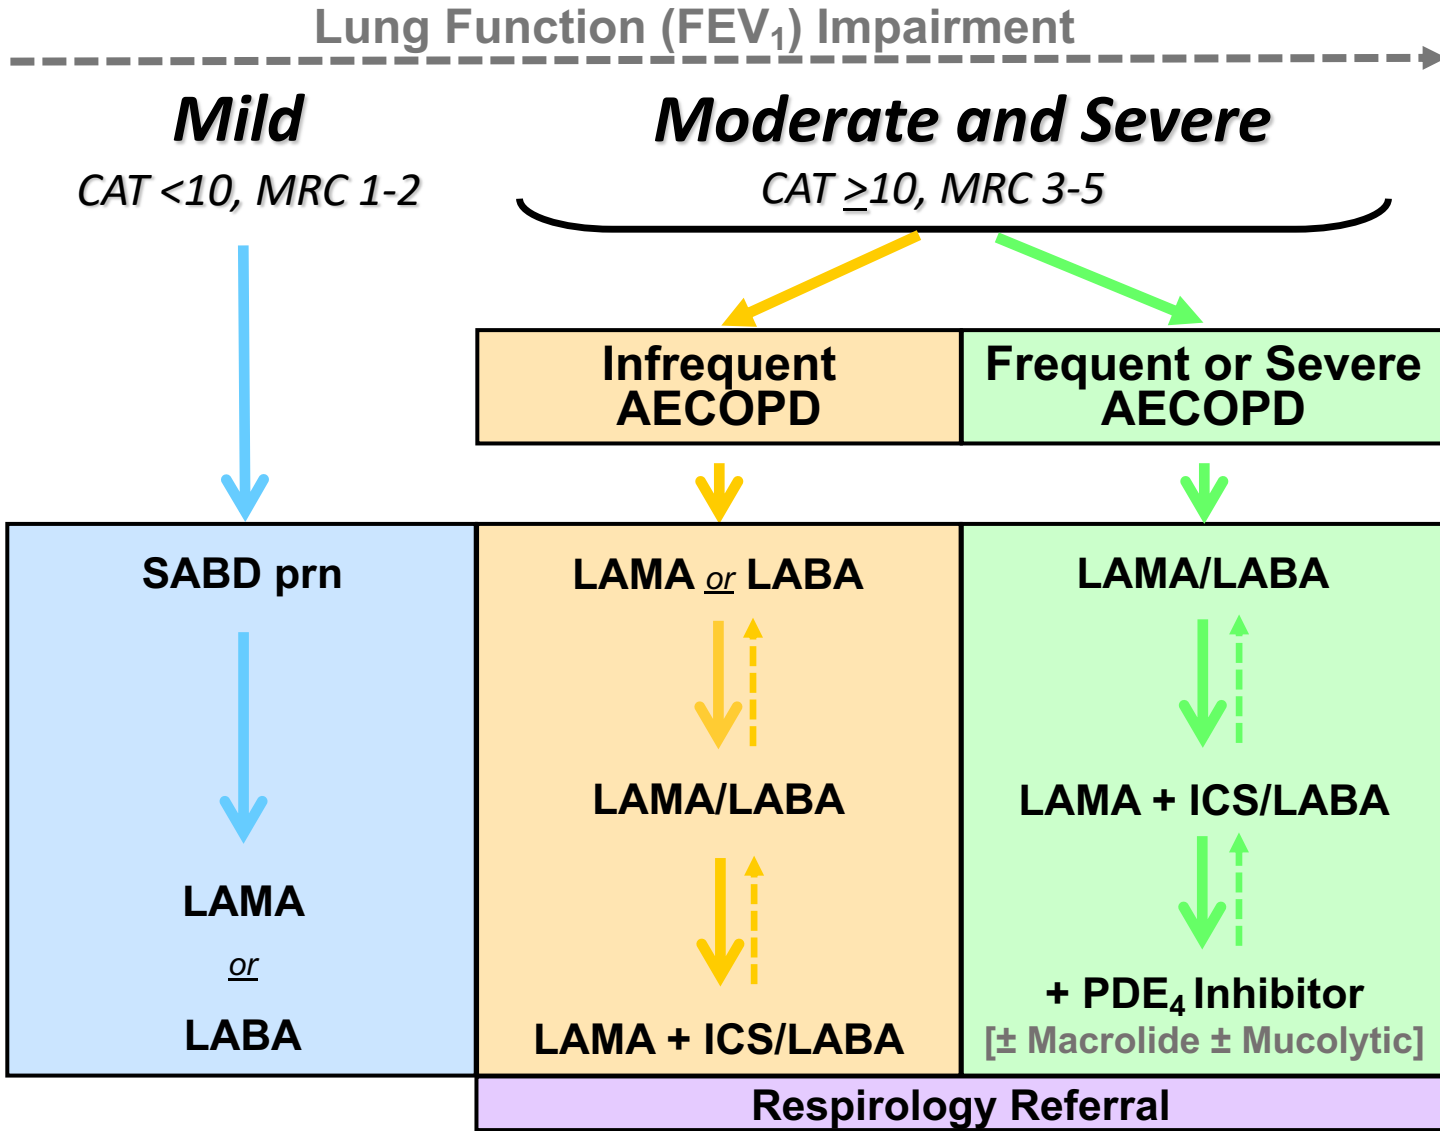 Lung Function (FEV₁) Impairment
Mild
CAT <10, MRC 1-2
Moderate and Severe
CAT ≥10, MRC 3-5
Infrequent
AECOPD
Frequent or Severe
AECOPD
SABD prn
LAMA
or
LABA
LAMA or LABA
LAMA/LABA
LAMA + ICS/LABA
LAMA/LABA
LAMA + ICS/LABA
+ PDE₄ Inhibitor
[± Macrolide ± Mucolytic]
Respirology Referral